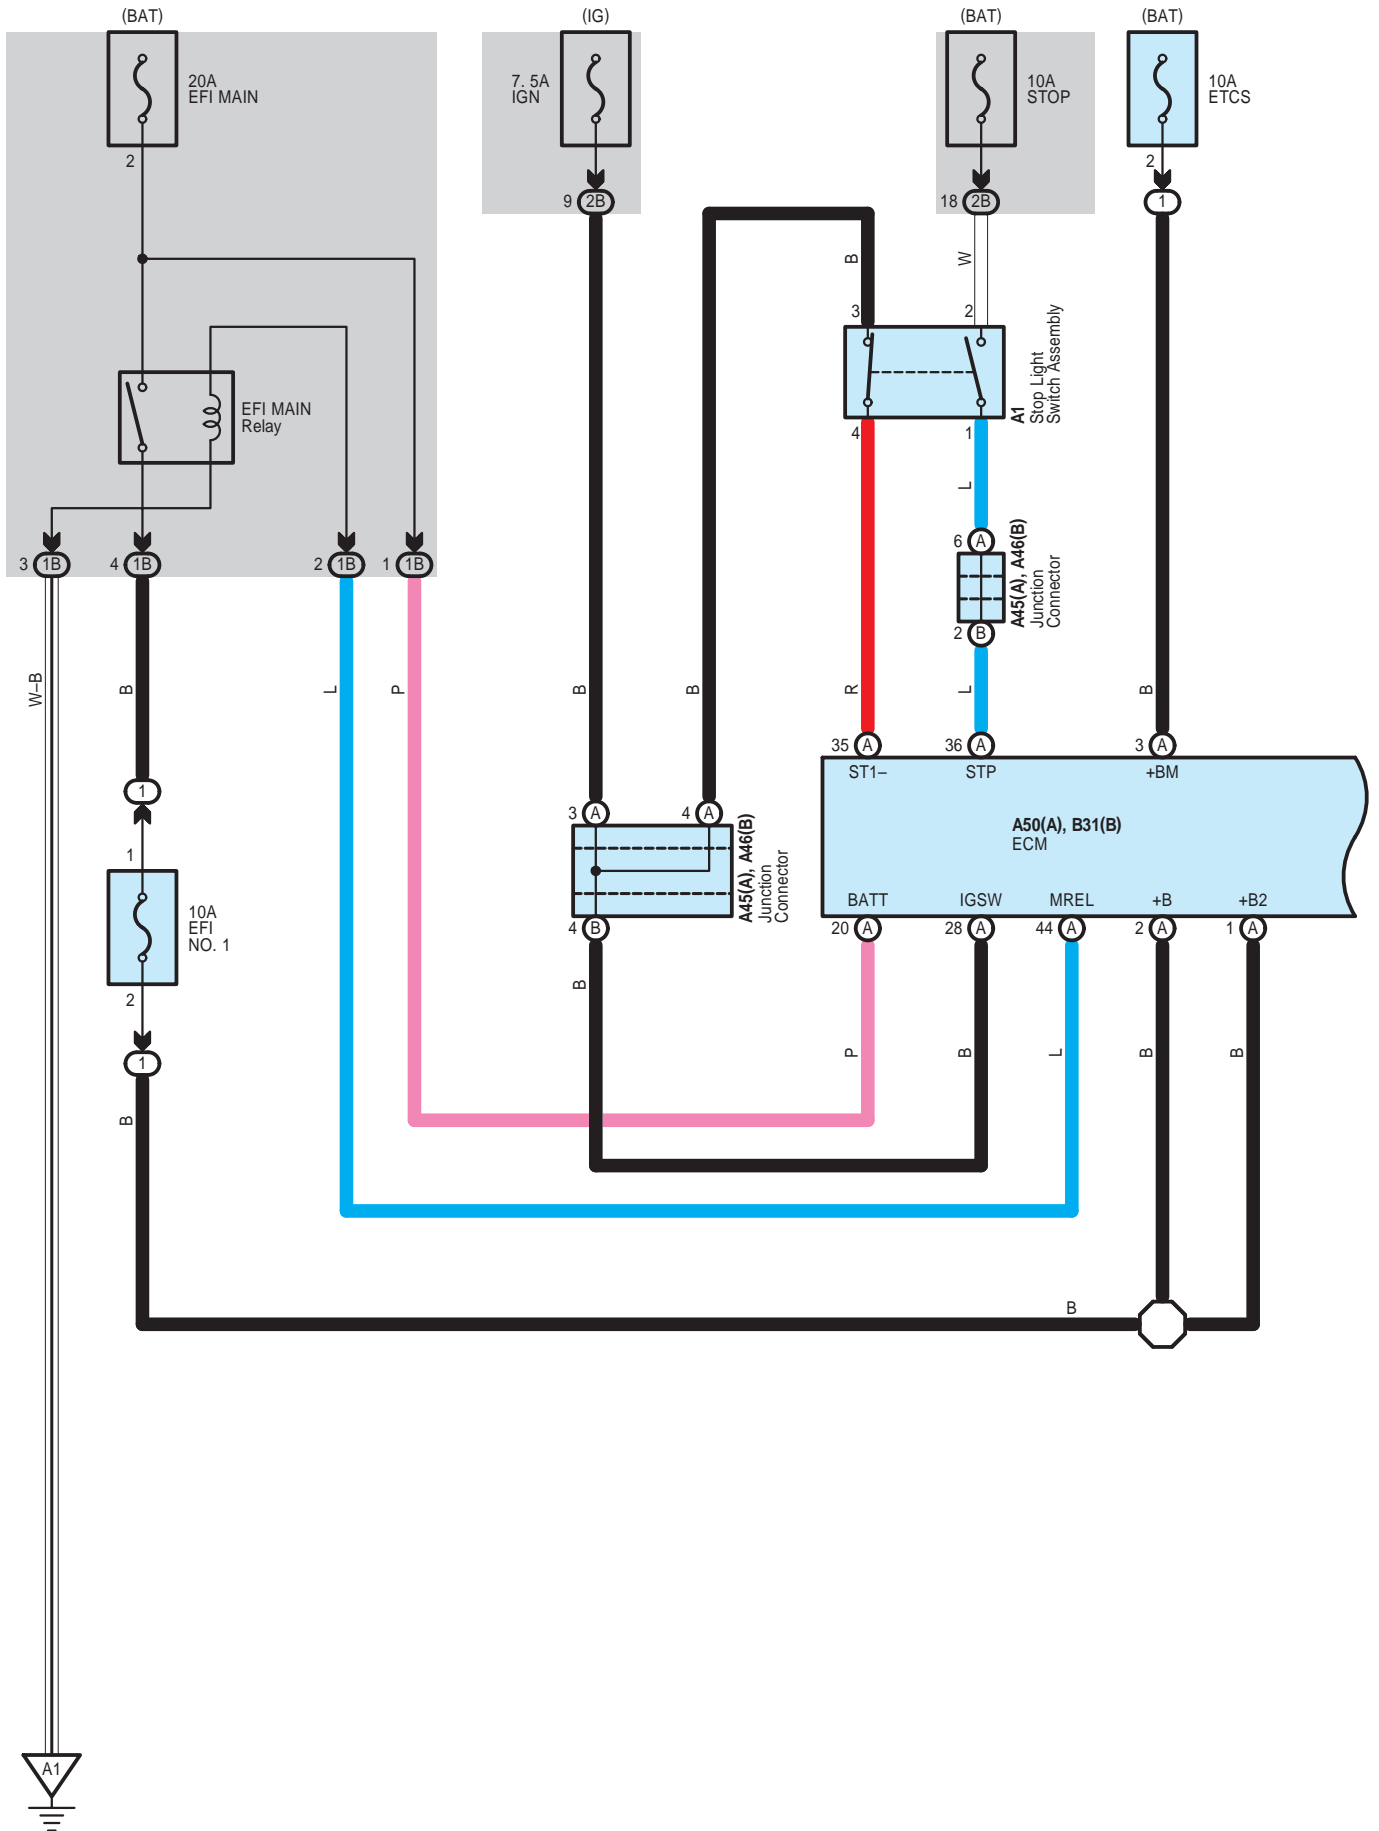 (BAT)
(IG)
(BAT)
(BAT)
20A
EFI MAIN
7. 5A
IGN
10A
STOP
10A
ETCS
2
2
9
2B
18
2B
1
B
W
3
2
A1
Stop Light
Switch Assembly
EFI MAIN
Relay
4
1
L
6
A
A45(A), A46(B)
Junction
Connector
2
B
3
1B
4
1B
2
1B
1
1B
W–B
B
L
P
B
B
R
L
B
35
A
36
A
3
A
ST1–
STP
+BM
1
3
A
4
A
A45(A), A46(B)
Junction
Connector
A50(A), B31(B)
ECM
1
10A
EFI
NO. 1
BATT
IGSW
MREL
+B
+B2
4
B
20
A
28
A
44
A
2
A
1
A
2
B
1
P
B
L
B
B
B
B
A1